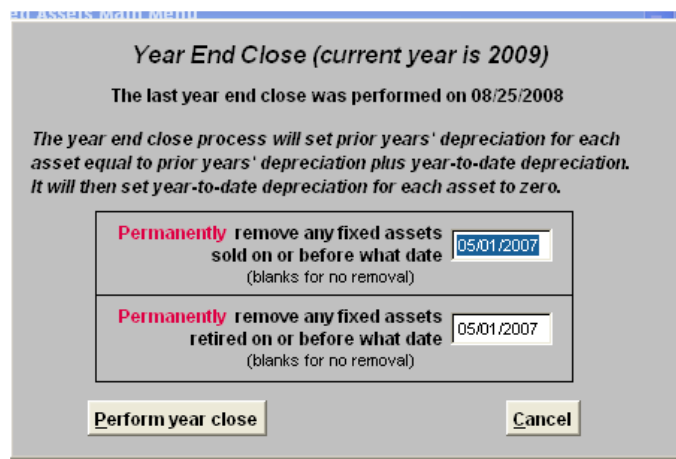 ed Assets Main Menu
Year End Close (current year is 2009)
The last year end close was performed on 08/25/2008
The year end close process will set prior years' depreciation for each
asset equal to prior years' depreciation plus year-to-date depreciation.
It will then set year-to-date depreciation for each asset to zero.
Permanently remove any fixed assets
sold on or before what date 05/01/2007
(blanks for no removal)
Permanently remove any fixed assets
retired on or before what date 05/01/2007
(blanks for no removal)
Perform year close Cancel